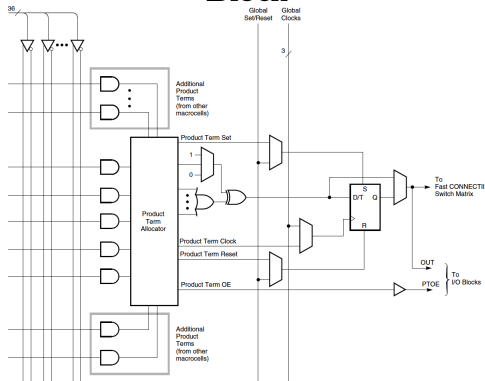 Block
36
Global
Set/Reset
Global
Clocks
3
Additional
Product
Terms
(from other
macrocells)
Product Term Set
1
0
Product
Term
Allocator
S
D/T Q
R
To
Fast CONNECTII
Switch Matrix
Product Term Clock
Product Term Reset
Product Term OE
OUT
PTOE
To
I/O Blocks
Additional
Product
Terms
(from other
macrocells)